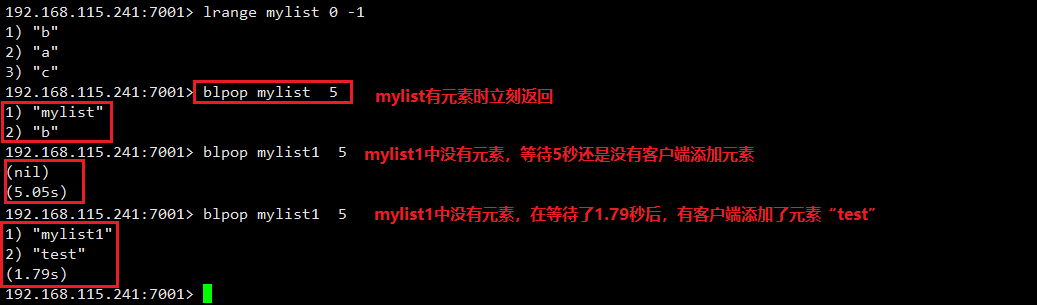 192.168.115.241:7001> lrange mylist 0 -1
1) "b"
2) "a"
3) "c"
192.168.115.241:7001> blpop mylist  5 mylist有元素时立刻返回
1) "mylist"
2) "b"
192.168.115.241:7001> blpop mylist1  5 mylist1中没有元素，等待5秒还是没有客户端添加元素
(nil)
(5.05s)
192.168.115.241:7001> blpop mylist1  5 mylist1中没有元素，在等待了1.79秒后，有客户端添加了元素“test”
1) "mylist1"
2) "test"
(1.79s)
192.168.115.241:7001>